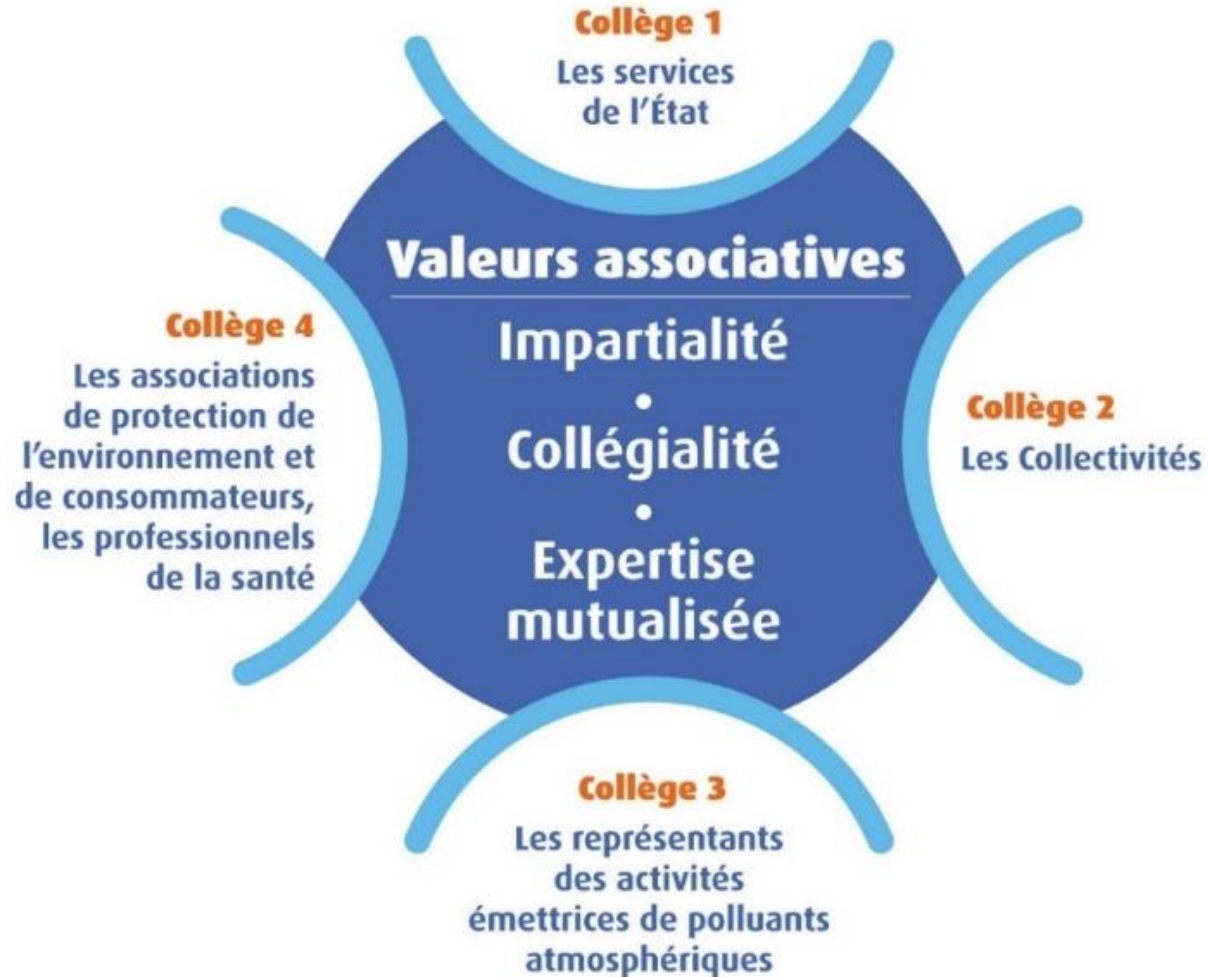 Collège 1
Les services
de l'État
Valeurs associatives
Impartialité
•
Collégialité
•
Expertise
mutualisée
Collège 4
Les associations
de protection de
l'environnement et
de consommateurs,
les professionnels
de la santé
Collège 2
Les Collectivités
Collège 3
Les représentants
des activités
émettrices de polluants
atmosphériques